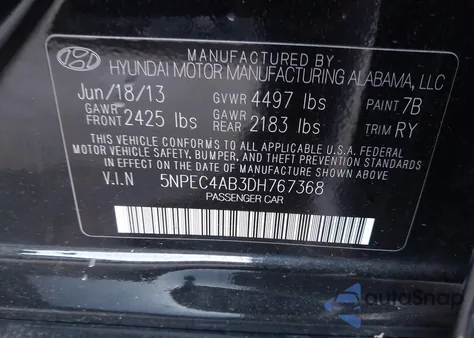 MANUFACTURED BY
HYUNDAI MOTOR MANUFACTURING ALABAMA, LLC
Jun/18/13 GVWR 4497 lbs PAINT 7B
GAWR FRONT 2425 lbs GAWR REAR 2183 lbs TRIM RY
THIS VEHICLE CONFORMS TO ALL APPLICABLE U.S.A. FEDERAL
MOTOR VEHICLE SAFETY, BUMPER, AND THEFT PREVENTION STANDARDS
IN EFFECT ON THE DATE OF MANUFACTURE SHOWN ABOVE.
V.I.N 5NPEC4AB3DH767368
PASSENGER CAR
autoSnap